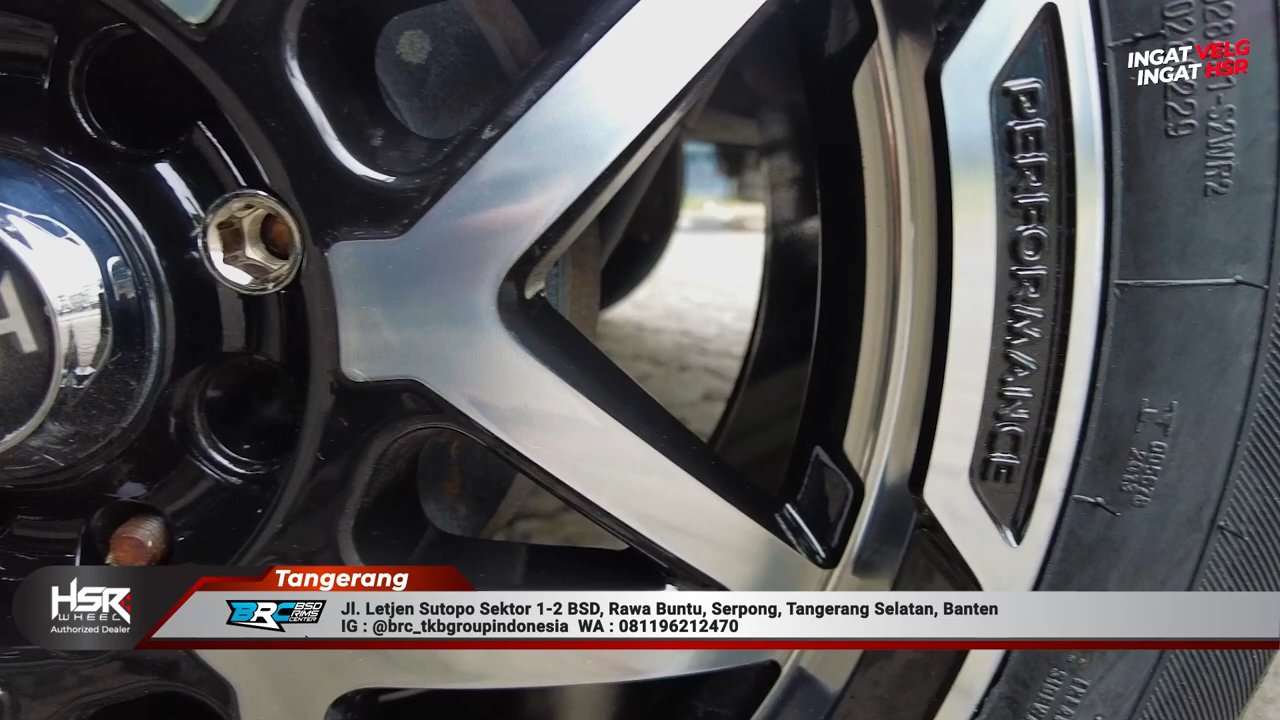 INGAT VELG
INGAT HSR
PERFORMANCE
H
Tangerang
HSR
WHEEL
Authorized Dealer
BRC BSD RIMS CENTER
Jl. Letjen Sutopo Sektor 1-2 BSD, Rawa Buntu, Serpong, Tangerang Selatan, Banten
IG : @brc_tkbgroupindonesia WA : 081196212470